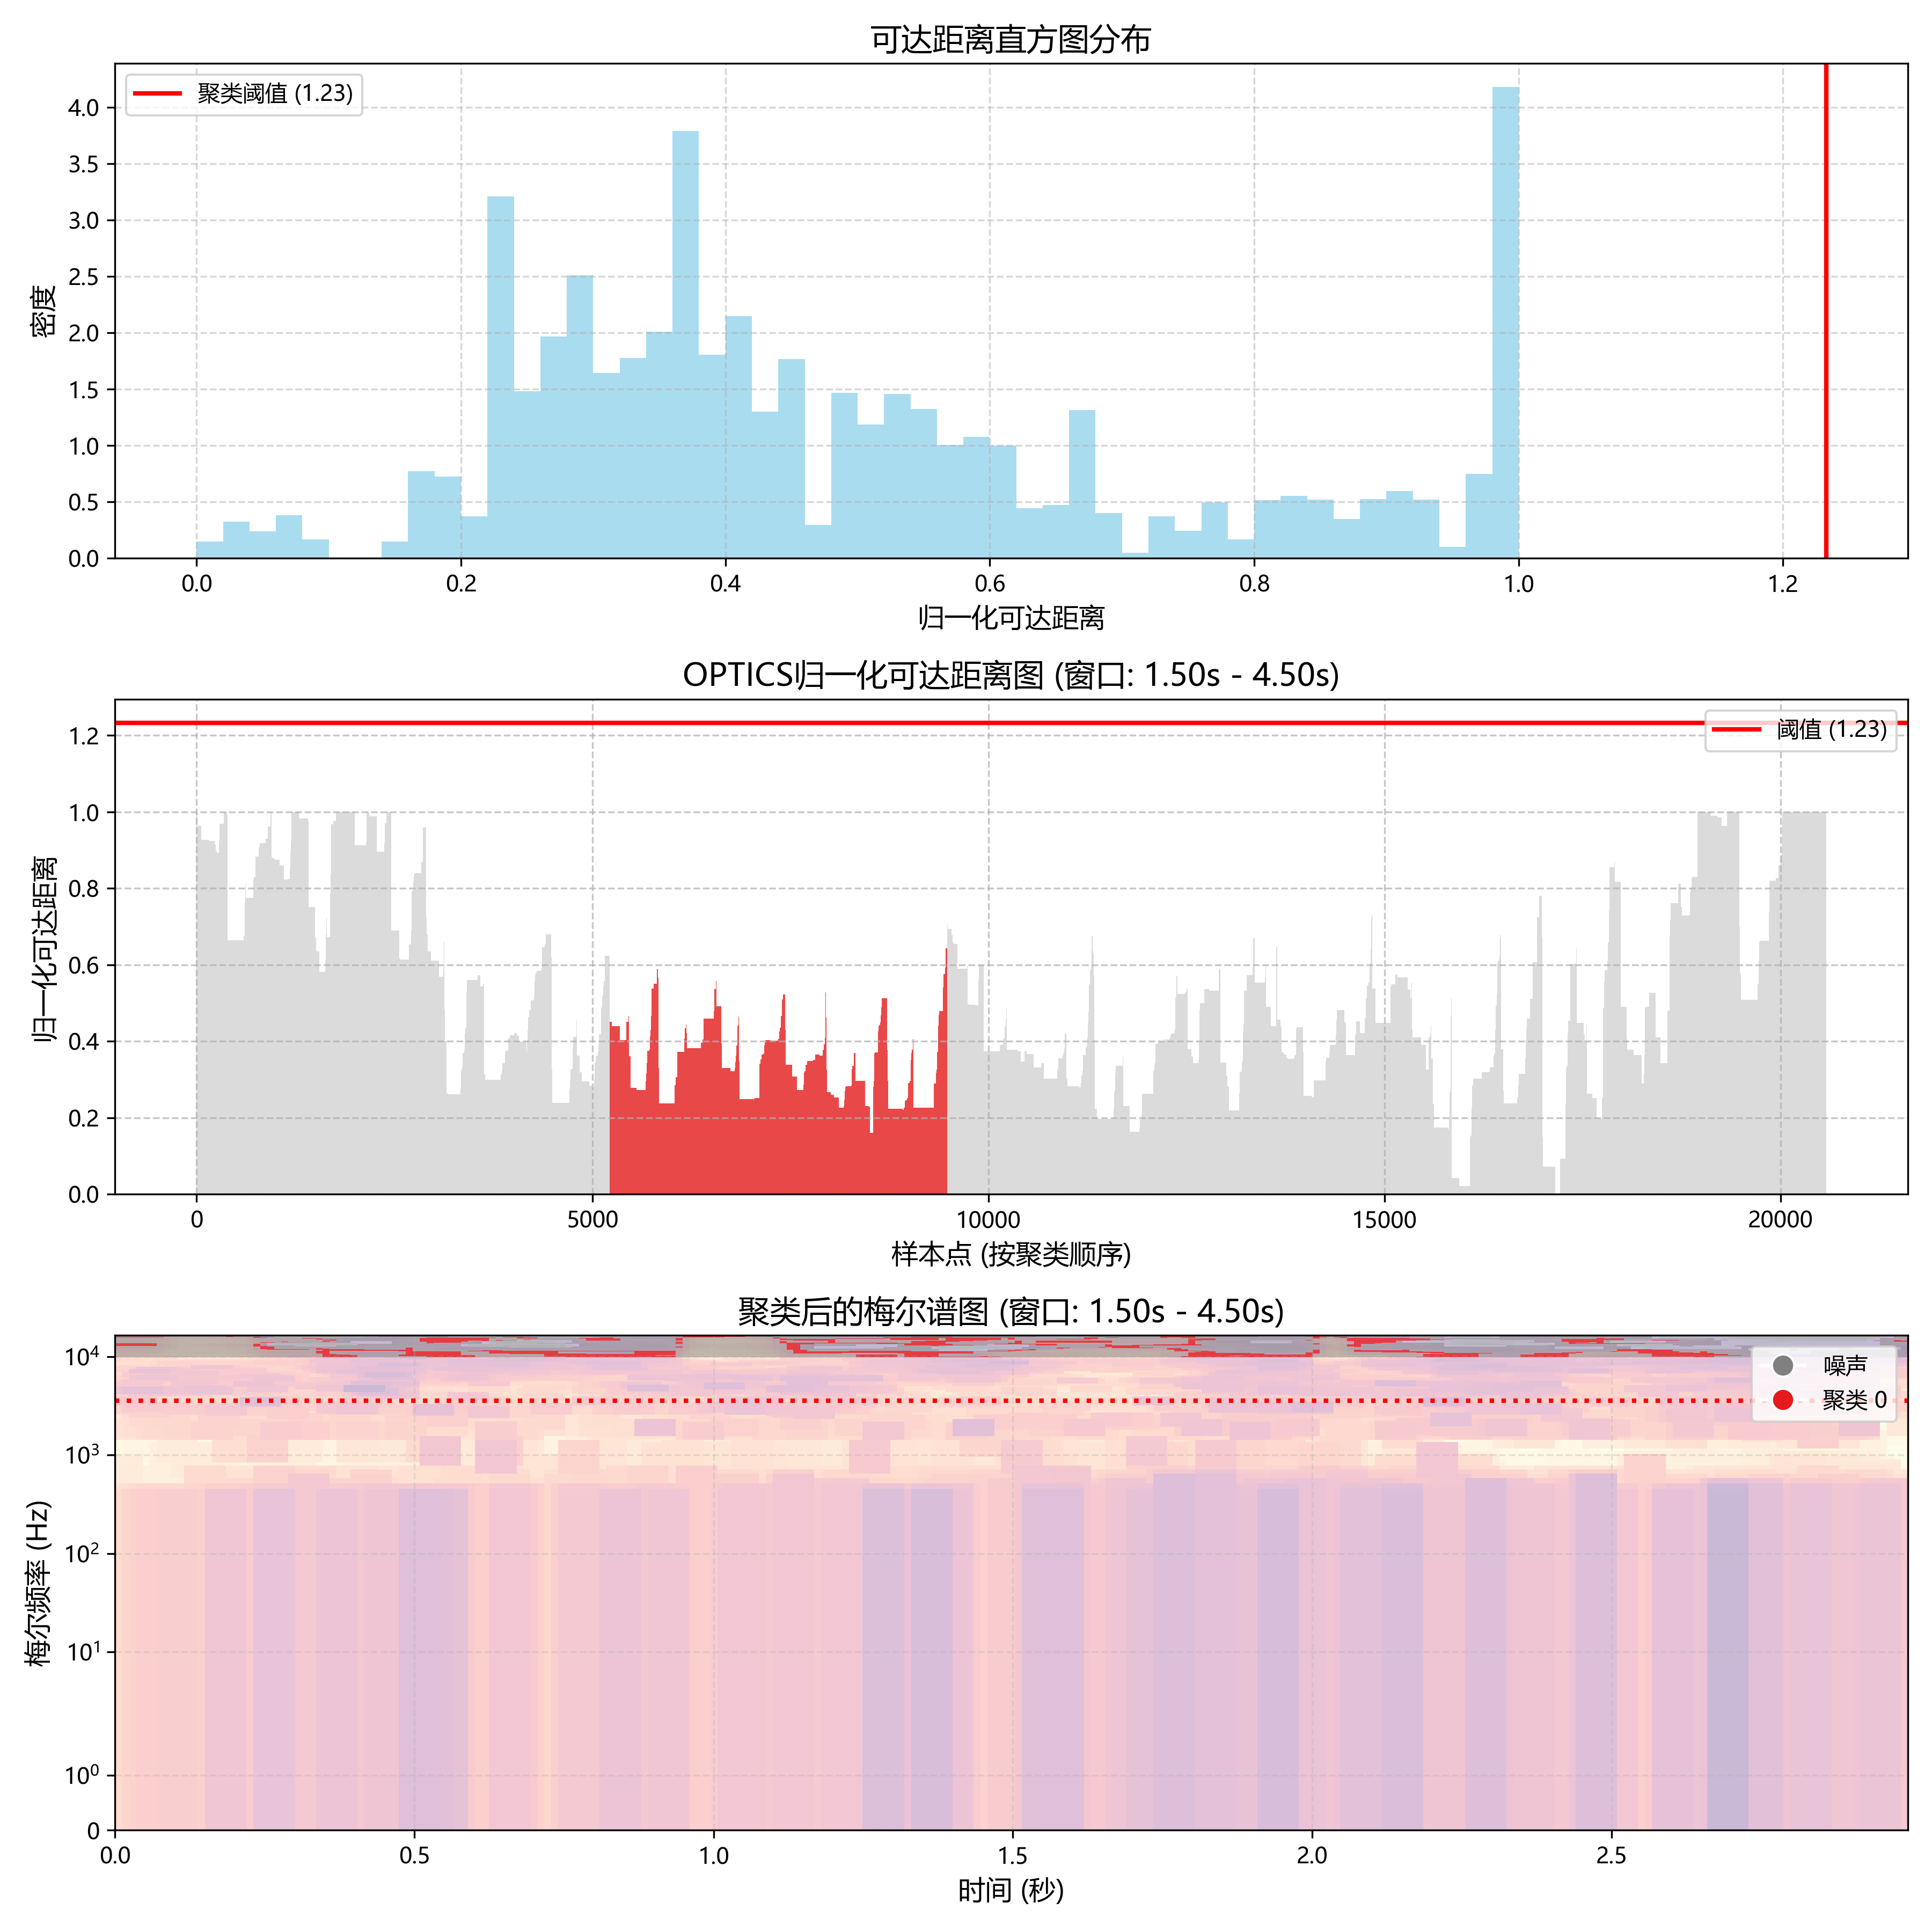 可达距离直方图分布
聚类阈值 (1.23)
密度
4.0
3.5
3.0
2.5
2.0
1.5
1.0
0.5
0.0
0.0 0.2 0.4 0.6 0.8 1.0 1.2
归一化可达距离
OPTICS归一化可达距离图 (窗口: 1.50s - 4.50s)
阈值 (1.23)
归一化可达距离
1.2
1.0
0.8
0.6
0.4
0.2
0.0
0 5000 10000 15000 20000
样本点 (按聚类顺序)
聚类后的梅尔谱图 (窗口: 1.50s - 4.50s)
噪声
聚类 0
梅尔频率 (Hz)
10⁴
10³
10²
10¹
10⁰
0
0.0 0.5 1.0 1.5 2.0 2.5
时间 (秒)